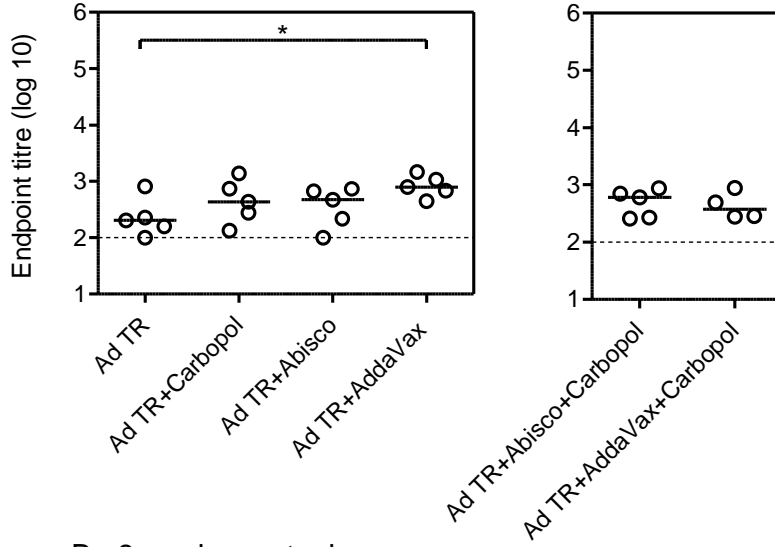 Endpoint titre (log 10)
6
5
4
3
2
1
*
Ad TR
Ad TR+Carbopol
Ad TR+Abisco
Ad TR+AddaVax
6
5
4
3
2
1
Ad TR+Abisco+Carbopol
Ad TR+AddaVax+Carbopol